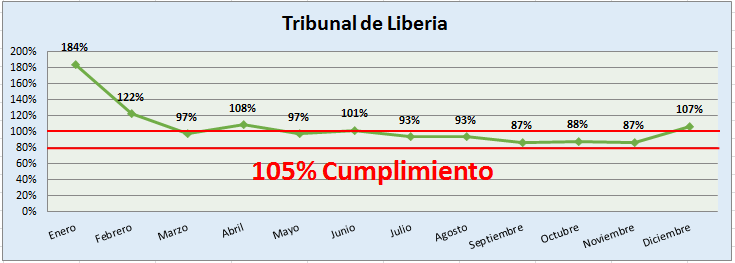 Tribunal de Liberia
184%
122%
97%
108%
97%
101%
93%
93%
87%
88%
87%
107%
200%
180%
160%
140%
120%
100%
80%
60%
40%
20%
0%
105% Cumplimiento
Enero
Febrero
Marzo
Abril
Mayo
Junio
Julio
Agosto
Septiembre
Octubre
Noviembre
Diciembre